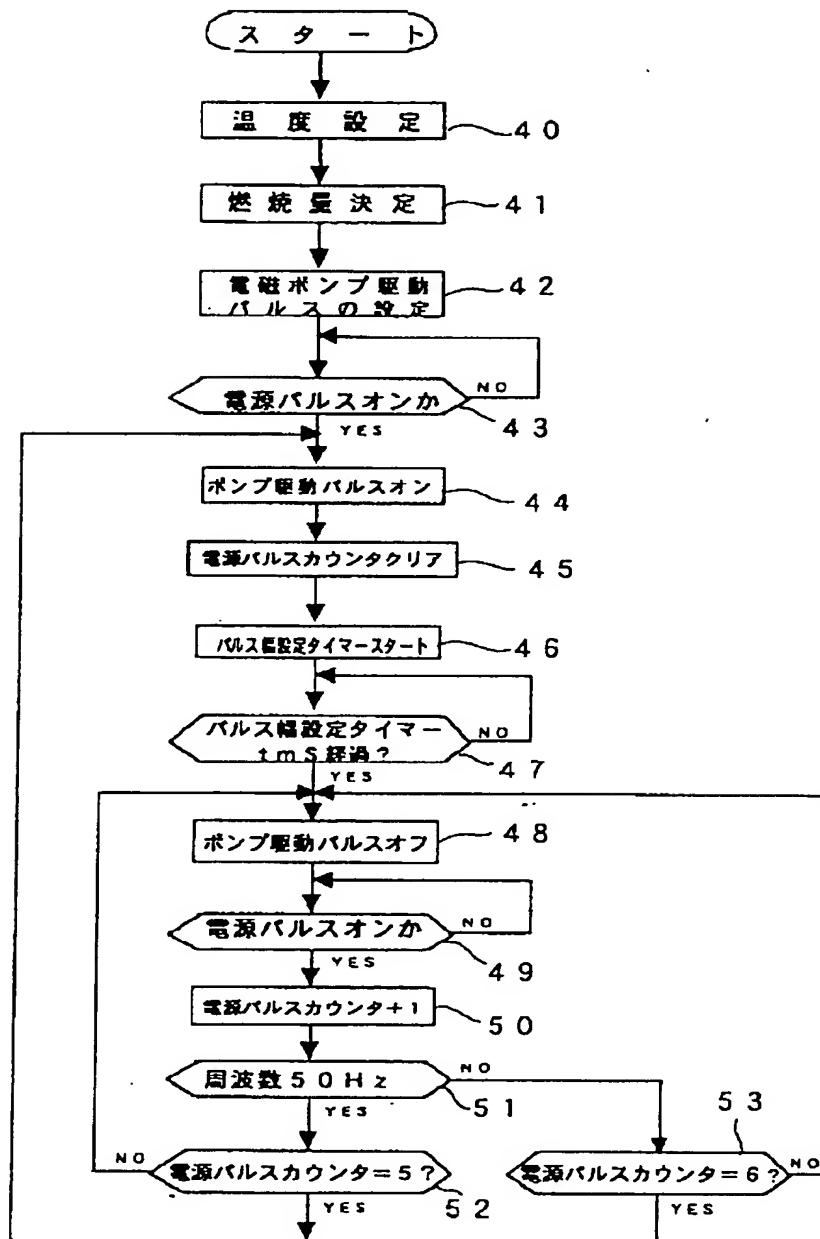 スタート
温度設定
40
燃焼量決定
41
電磁ポンプ駆動
パルスの設定
42
電源パルスオンか
NO
43
YES
ポンプ駆動パルスオン
44
電源パルスカウンタクリア
45
パルス幅設定タイマースタート
46
パルス幅設定タイマー
tmS経過?
NO
47
YES
ポンプ駆動パルスオフ
48
電源パルスオンか
NO
49
YES
電源パルスカウンタ+1
50
周波数50Hz
NO
51
YES
53
NO
電源パルスカウンタ=5?
52
YES
電源パルスカウンタ=6?
NO
YES